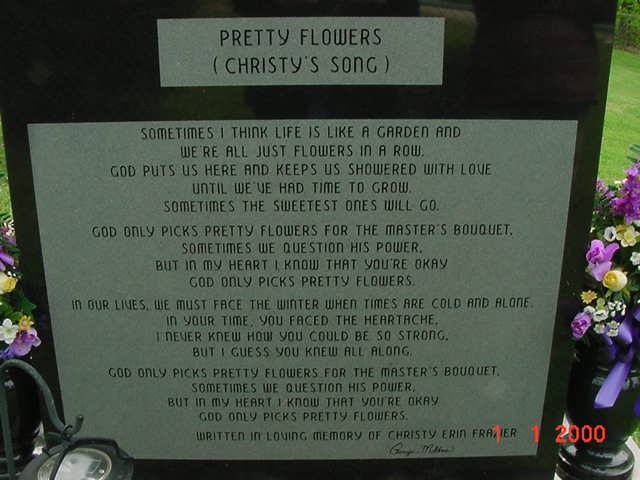 PRETTY FLOWERS
( CHRISTY'S SONG )
SOMETIMES I THINK LIFE IS LIKE A GARDEN AND
WE'RE ALL JUST FLOWERS IN A ROW.
GOD PUTS US HERE AND KEEPS US SHOWERED WITH LOVE
UNTIL WE'VE HAD TIME TO GROW.
SOMETIMES THE SWEETEST ONES WILL GO.
GOD ONLY PICKS PRETTY FLOWERS FOR THE MASTER'S BOUQUET,
SOMETIMES WE QUESTION HIS POWER,
BUT IN MY HEART I KNOW THAT YOU'RE OKAY
GOD ONLY PICKS PRETTY FLOWERS.
IN OUR LIVES, WE MUST FACE THE WINTER WHEN TIMES ARE COLD AND ALONE.
IN YOUR TIME, YOU FACED THE HEARTACHE,
I NEVER KNEW HOW YOU COULD BE SO STRONG,
BUT I GUESS YOU KNEW ALL ALONG.
GOD ONLY PICKS PRETTY FLOWERS FOR THE MASTER'S BOUQUET,
SOMETIMES WE QUESTION HIS POWER,
BUT IN MY HEART I KNOW THAT YOU'RE OKAY
GOD ONLY PICKS PRETTY FLOWERS.
WRITTEN IN LOVING MEMORY OF CHRISTY ERIN FRAZIER
1 1 2000